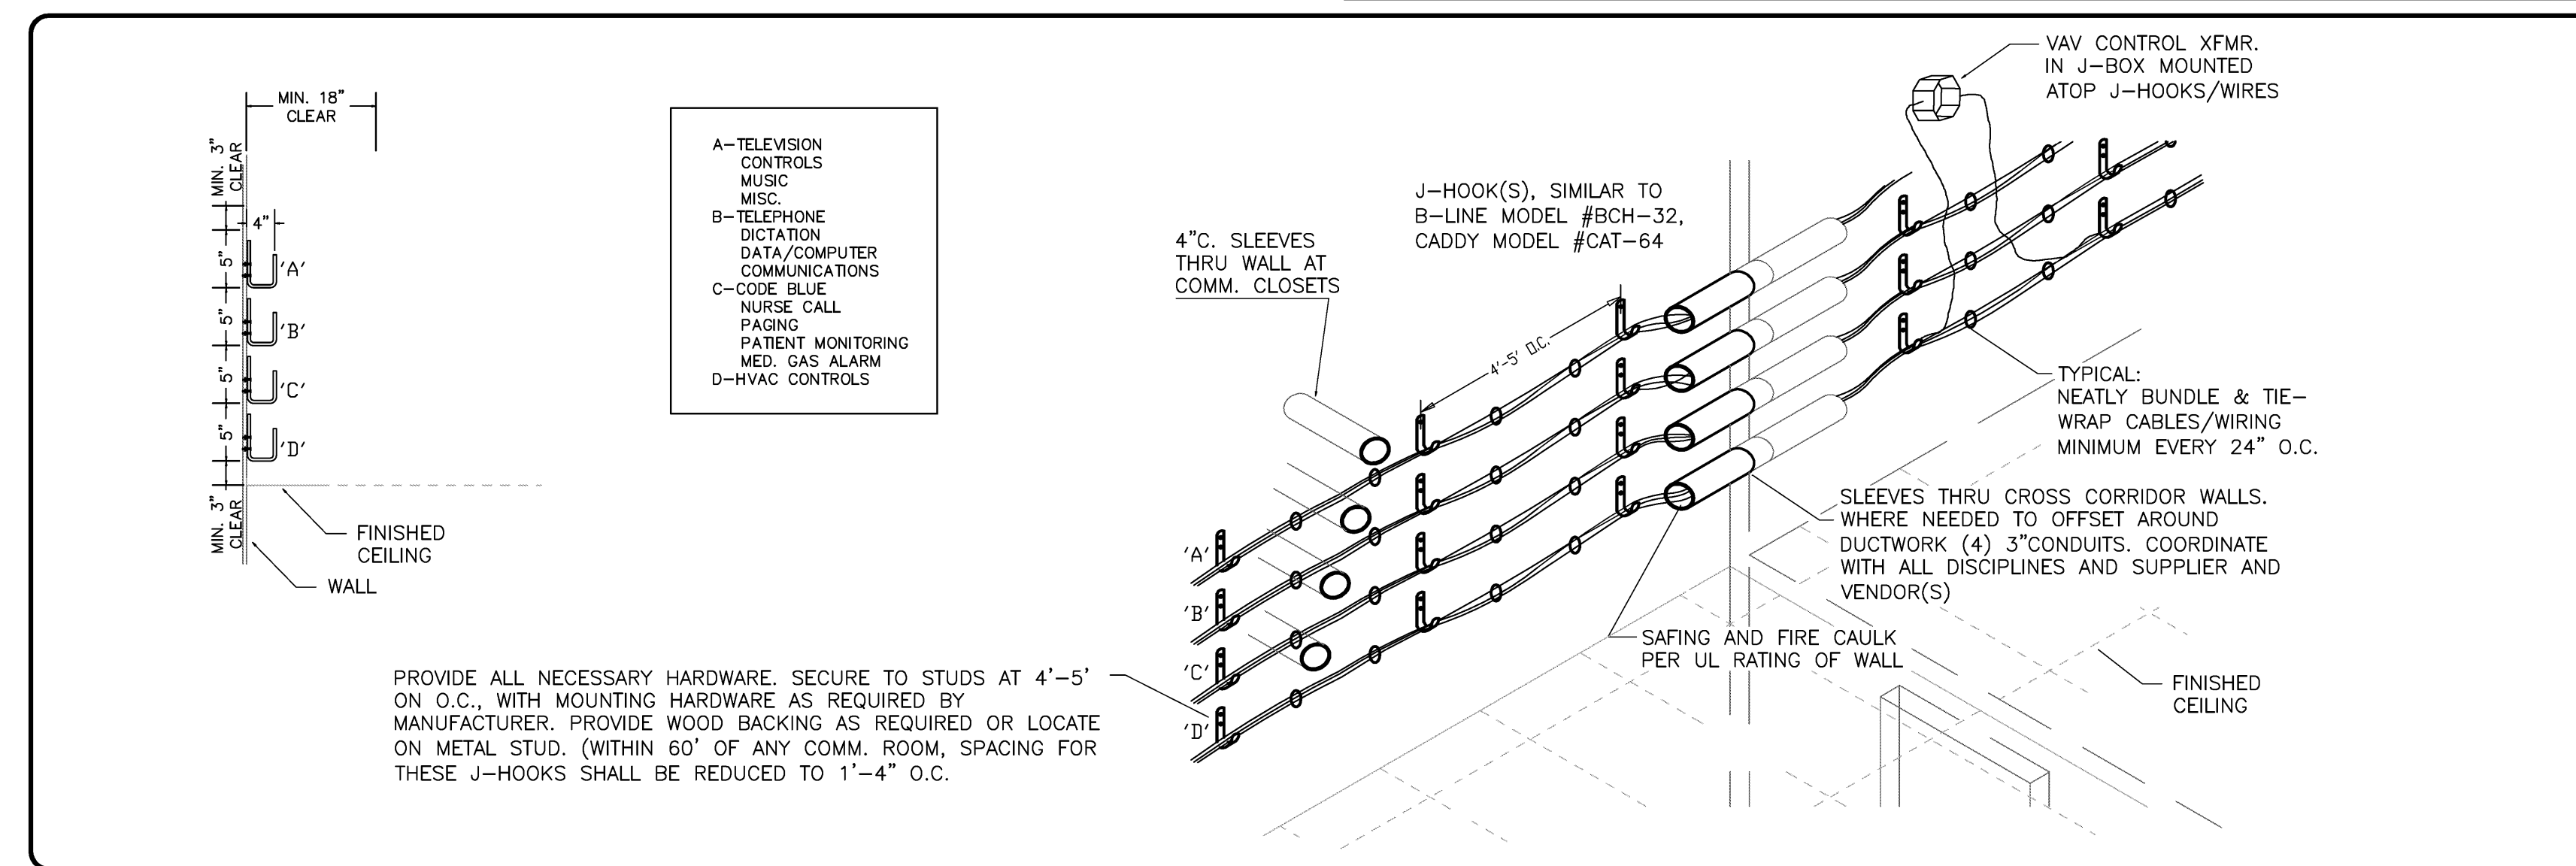 MIN. 18"
CLEAR
MIN. 3"
CLEAR
4"
5"
'A'
5"
'B'
5"
'C'
5"
'D'
MIN. 3"
CLEAR
FINISHED
CEILING
WALL
A-TELEVISION
CONTROLS
MUSIC
MISC.
B-TELEPHONE
DICTATION
DATA/COMPUTER
COMMUNICATIONS
C-CODE BLUE
NURSE CALL
PAGING
PATIENT MONITORING
MED. GAS ALARM
D-HVAC CONTROLS
PROVIDE ALL NECESSARY HARDWARE. SECURE TO STUDS AT 4'-5'
ON O.C., WITH MOUNTING HARDWARE AS REQUIRED BY
MANUFACTURER. PROVIDE WOOD BACKING AS REQUIRED OR LOCATE
ON METAL STUD. (WITHIN 60' OF ANY COMM. ROOM, SPACING FOR
THESE J-HOOKS SHALL BE REDUCED TO 1'-4" O.C.
4"C. SLEEVES
THRU WALL AT
COMM. CLOSETS
J-HOOK(S), SIMILAR TO
B-LINE MODEL #BCH-32,
CADDY MODEL #CAT-64
4'-5' O.C.
'A'
'B'
'C'
'D'
VAV CONTROL XFMR.
IN J-BOX MOUNTED
ATOP J-HOOKS/WIRES
TYPICAL:
NEATLY BUNDLE & TIE-
WRAP CABLES/WIRING
MINIMUM EVERY 24" O.C.
SLEEVES THRU CROSS CORRIDOR WALLS.
WHERE NEEDED TO OFFSET AROUND
DUCTWORK (4) 3"CONDUITS. COORDINATE
WITH ALL DISCIPLINES AND SUPPLIER AND
VENDOR(S)
SAFING AND FIRE CAULK
PER UL RATING OF WALL
FINISHED
CEILING